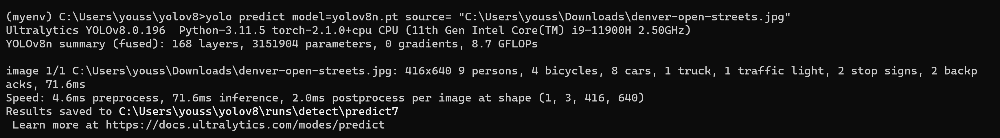 (myenv) C:\Users\youss\yolov8>yolo predict model=yolov8n.pt source= "C:\Users\youss\Downloads\denver-open-streets.jpg"
Ultralytics YOLOv8.0.196  Python-3.11.5 torch-2.1.0+cpu CPU (11th Gen Intel Core(TM) i9-11900H 2.50GHz)
YOLOv8n summary (fused): 168 layers, 3151904 parameters, 0 gradients, 8.7 GFLOPs

image 1/1 C:\Users\youss\Downloads\denver-open-streets.jpg: 416x640 9 persons, 4 bicycles, 8 cars, 1 truck, 1 traffic light, 2 stop signs, 2 backp
acks, 71.6ms
Speed: 4.6ms preprocess, 71.6ms inference, 2.0ms postprocess per image at shape (1, 3, 416, 640)
Results saved to C:\Users\youss\yolov8\runs\detect\predict7
 Learn more at https://docs.ultralytics.com/modes/predict